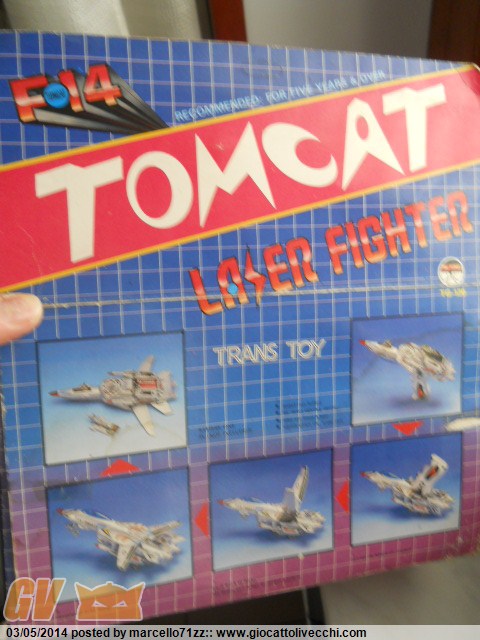 F-14
RECOMMENDED FOR FIVE YEARS & OVER
TOMCAT
LASER FIGHTER
TRANS TOY
GV
03/05/2014 posted by marcello71zz:: www.giocattolivecchi.com